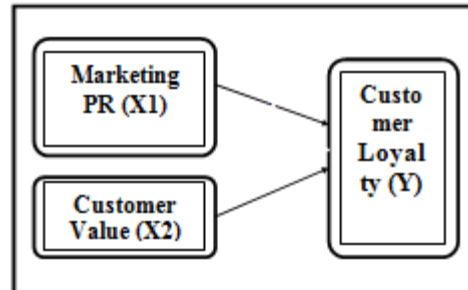 Marketing
PR (X1)
Customer
Value (X2)
Custo
mer
Loyal
ty (Y)